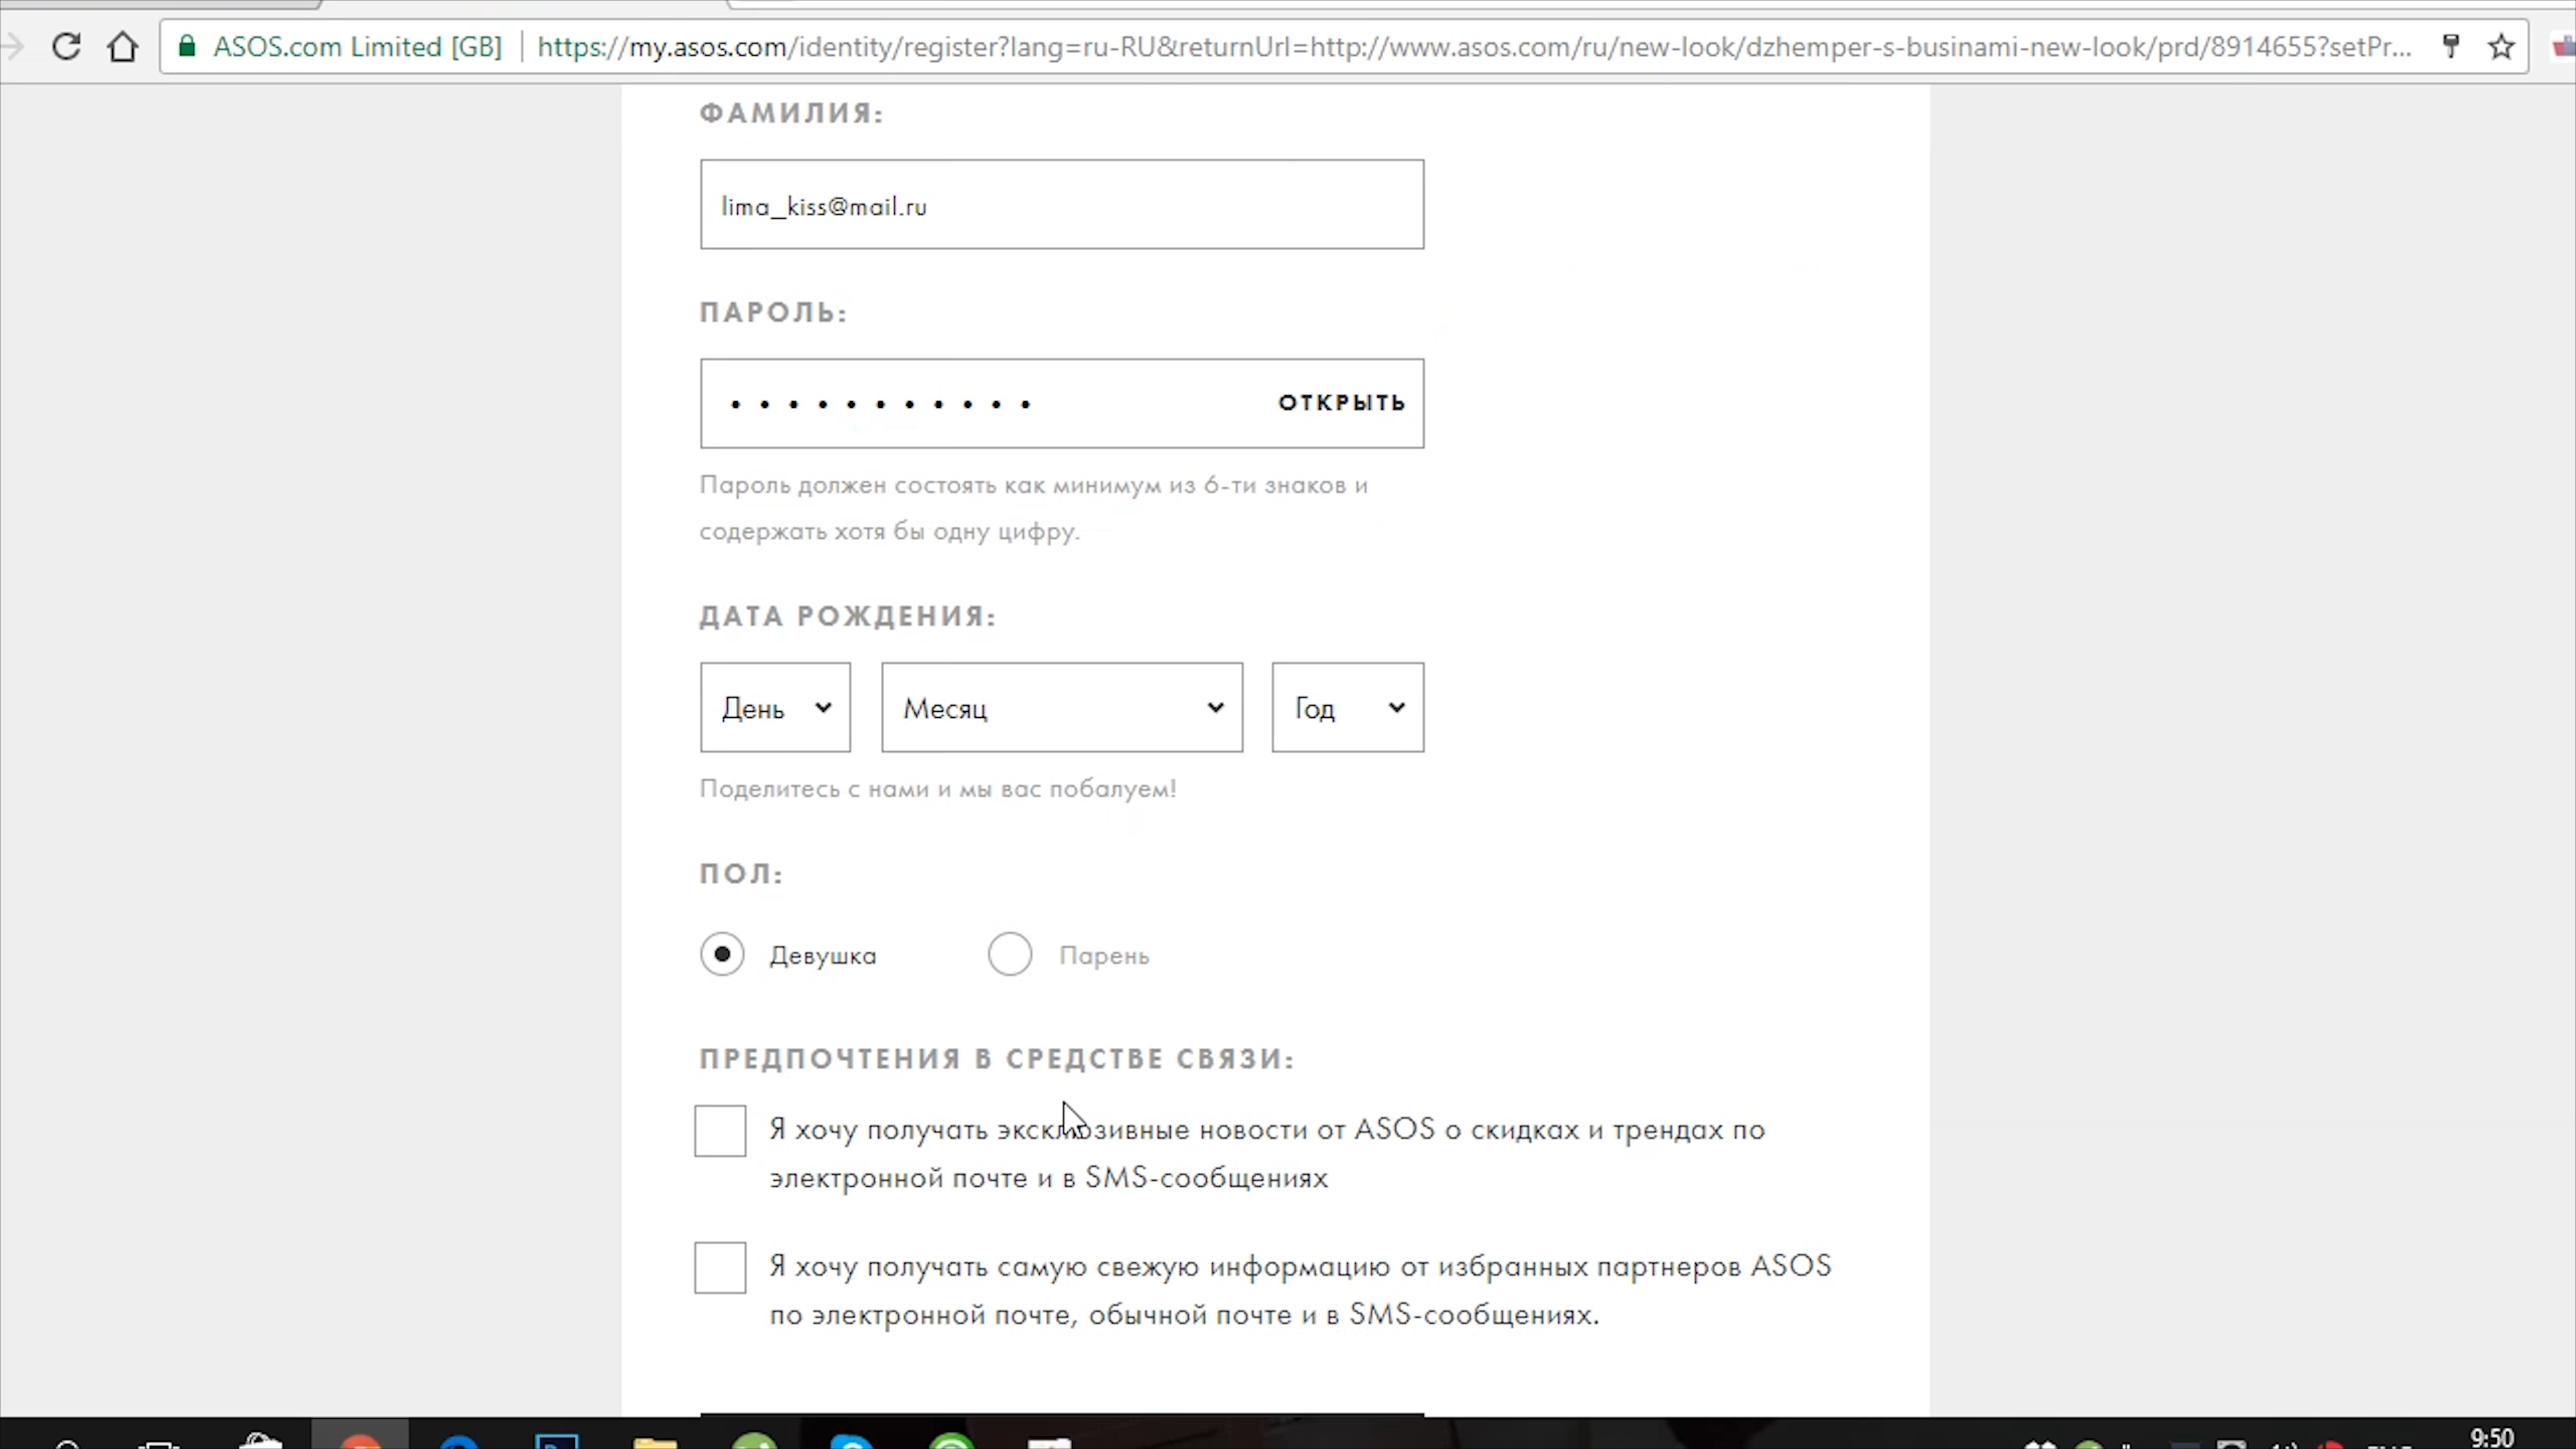 ASOS.com Limited [GB] https://my.asos.com/identity/register?lang=ru-RU&returnUrl=http://www.asos.com/ru/new-look/dzhemper-s-businami-new-look/prd/8914655?setPr...
ФАМИЛИЯ:
lima_kiss@mail.ru
ПАРОЛЬ:
ОТКРЫТЬ
Пароль должен состоять как минимум из 6-ти знаков и
содержать хотя бы одну цифру.
ДАТА РОЖДЕНИЯ:
День Месяц Год
Поделитесь с нами и мы вас побалуем!
ПОЛ:
Девушка Парень
ПРЕДПОЧТЕНИЯ В СРЕДСТВЕ СВЯЗИ:
Я хочу получать эксклюзивные новости от ASOS о скидках и трендах по
электронной почте и в SMS-сообщениях
Я хочу получать самую свежую информацию от избранных партнеров ASOS
по электронной почте, обычной почте и в SMS-сообщениях.
9:50